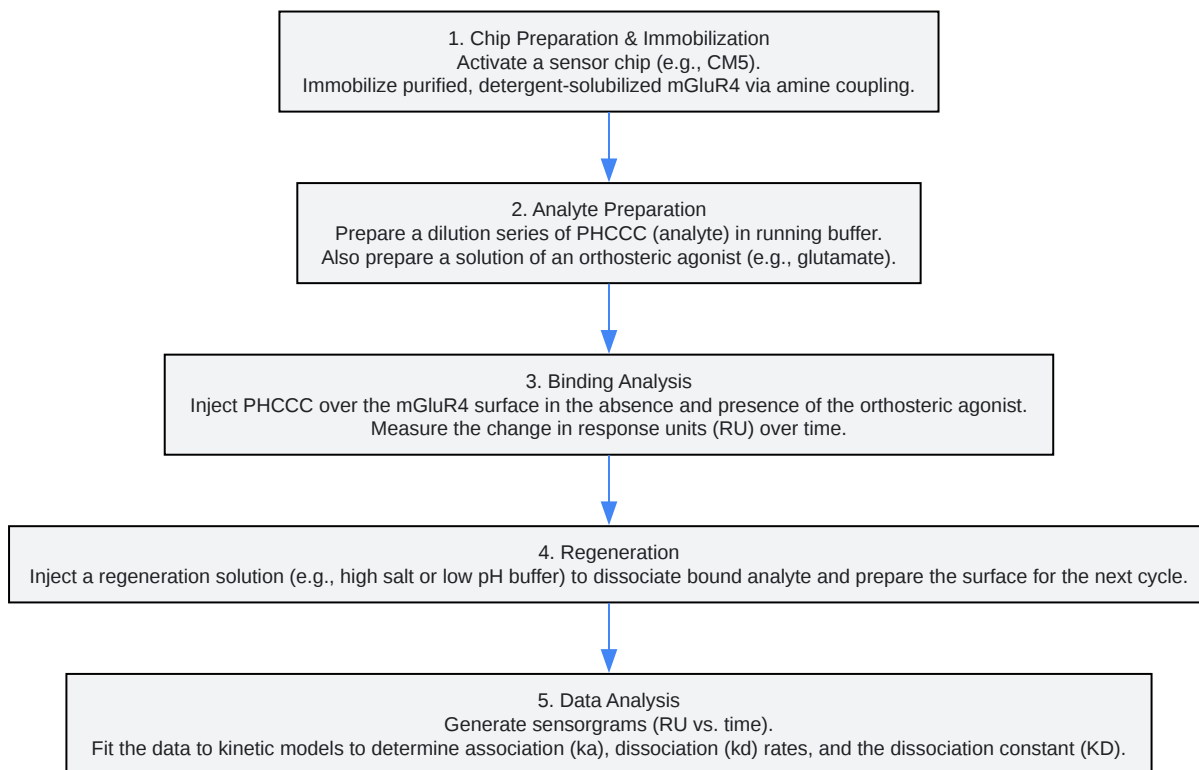 1. Chip Preparation & Immobilization
Activate a sensor chip (e.g., CM5).
Immobilize purified, detergent-solubilized mGluR4 via amine coupling.
2. Analyte Preparation
Prepare a dilution series of PHCCC (analyte) in running buffer.
Also prepare a solution of an orthosteric agonist (e.g., glutamate).
3. Binding Analysis
Inject PHCCC over the mGluR4 surface in the absence and presence of the orthosteric agonist.
Measure the change in response units (RU) over time.
4. Regeneration
Inject a regeneration solution (e.g., high salt or low pH buffer) to dissociate bound analyte and prepare the surface for the next cycle.
5. Data Analysis
Generate sensorgrams (RU vs. time).
Fit the data to kinetic models to determine association (ka), dissociation (kd) rates, and the dissociation constant (KD).